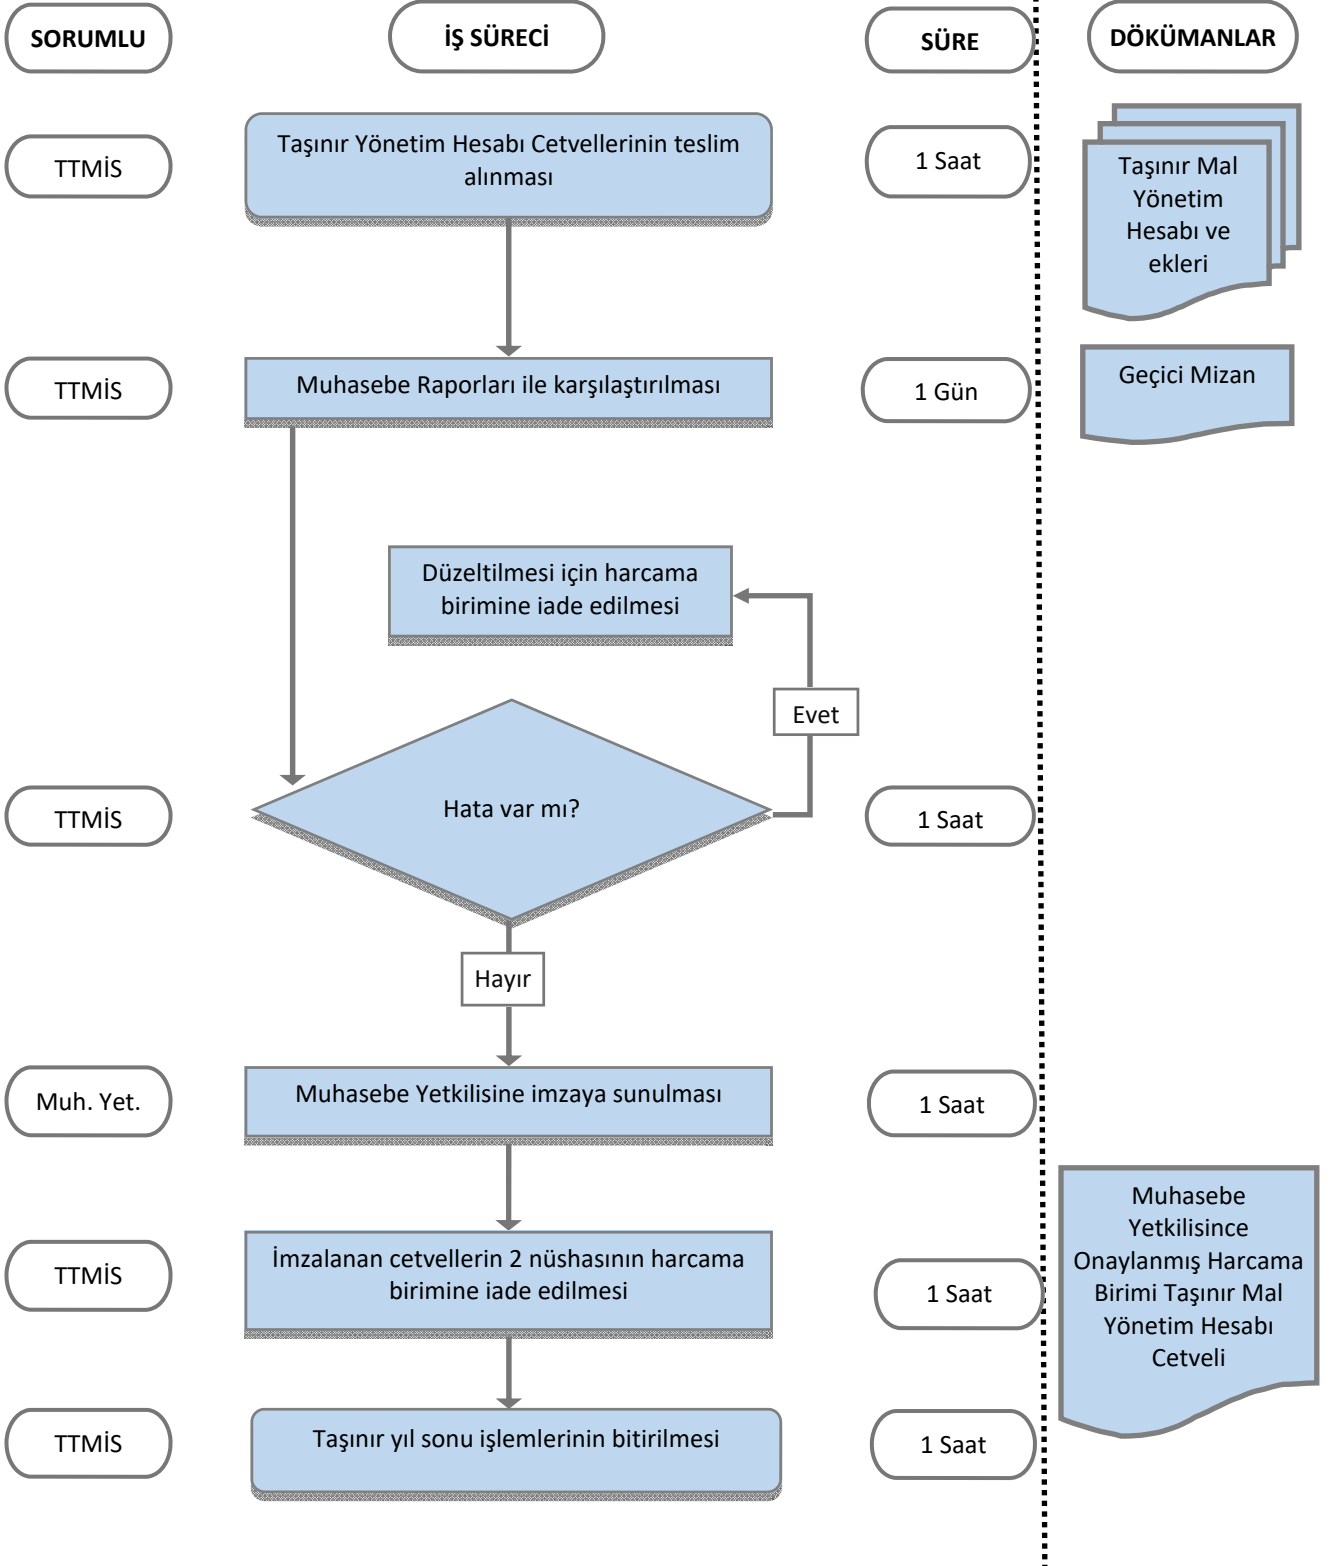 SORUMLU
İŞ SÜRECİ
SÜRE
DÖKÜMANLAR
TTMİS
Taşınır Yönetim Hesabı Cetvellerinin teslim
alınması
1 Saat
Taşınır Mal
Yönetim
Hesabı ve
ekleri
TTMİS
Muhasebe Raporları ile karşılaştırılması
1 Gün
Geçici Mizan
Düzeltilmesi için harcama
birimine iade edilmesi
Evet
TTMİS
Hata var mı?
1 Saat
Hayır
Muh. Yet.
Muhasebe Yetkilisine imzaya sunulması
1 Saat
TTMİS
İmzalanan cetvellerin 2 nüshasının harcama
birimine iade edilmesi
1 Saat
Muhasebe
Yetkilisince
Onaylanmış Harcama
Birimi Taşınır Mal
Yönetim Hesabı
Cetveli
TTMİS
Taşınır yıl sonu işlemlerinin bitirilmesi
1 Saat